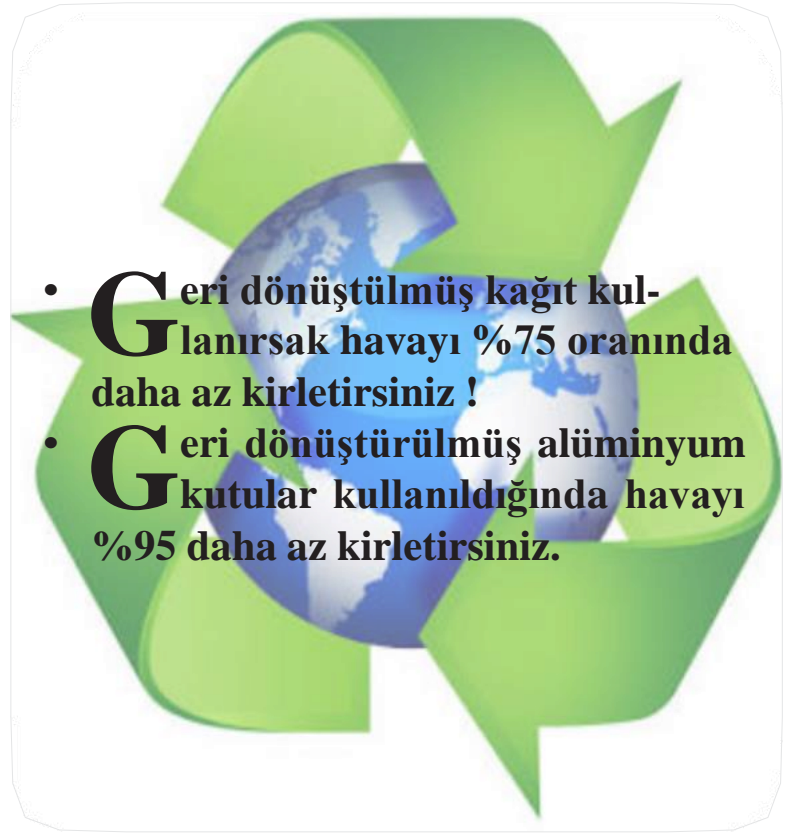 • Geri dönüştülmüş kağıt kul-
lanırsak havayı %75 oranında
daha az kirletirsiniz !
• Geri dönüştürülmüş alüminyum
kutular kullanıldığında havayı
%95 daha az kirletirsiniz.